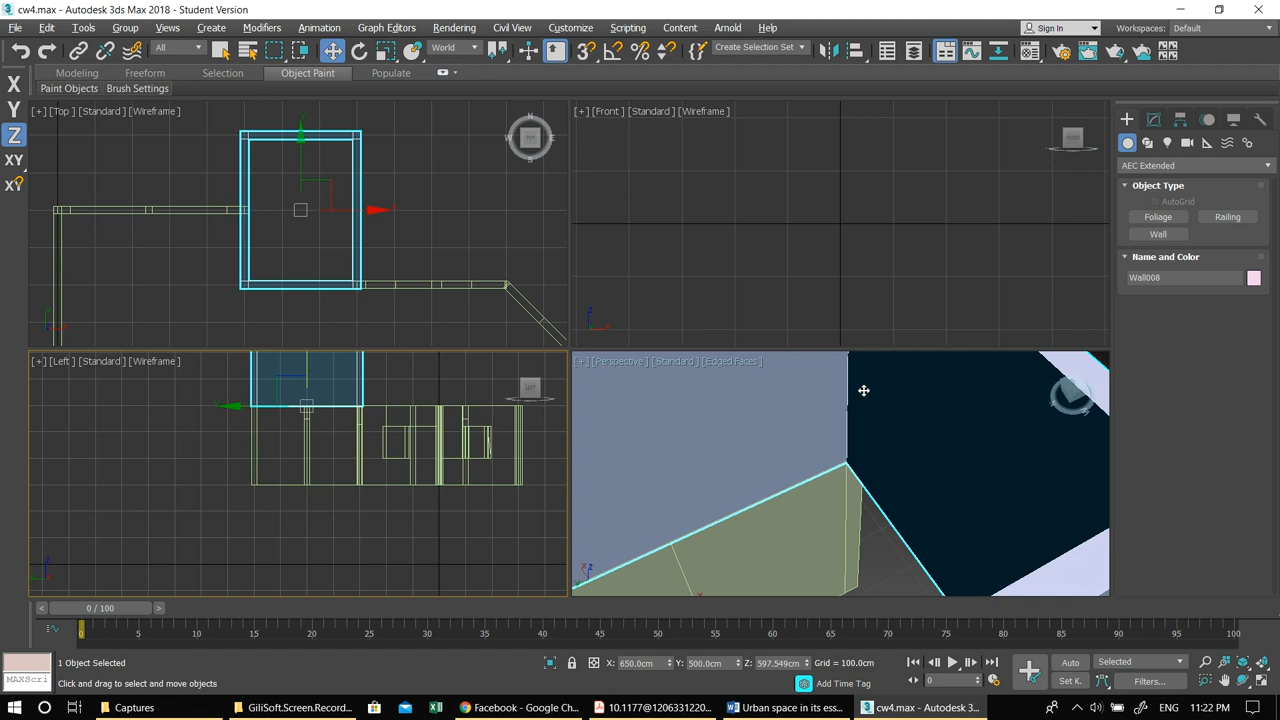 cw4.max - Autodesk 3ds Max 2018 - Student Version
File Edit Tools Group Views Create Modifiers Animation Graph Editors Rendering Civil View Customize Scripting Content Arnold Help Sign In Workspaces: Default
All World Create Selection Set
X
Y
Z
XY
XY
Modeling Freeform Selection Object Paint Populate
Paint Objects Brush Settings
[+] [Top ] [Standard ] [Wireframe ]
[+] [Front ] [Standard ] [Wireframe ]
[+] [Left ] [Standard ] [Wireframe ]
[+] [Perspective ] [Standard ] [Edged Faces ]
AEC Extended
Object Type
AutoGrid
Foliage Railing
Wall
Name and Color
Wall008
< 0 / 100 >
0 5 10 15 20 25 30 35 40 45 50 55 60 65 70 75 80 85 90 95 100
1 Object Selected X: 650.0cm Y: 500.0cm Z: 597.549cm Grid = 100.0cm Auto Selected
MAXScri Click and drag to select and move objects Add Time Tag 0 Set K. Filters...
Captures GiliSoft.Screen.Record... Facebook - Google Ch... 10.1177@1206331220... Urban space in its ess... cw4.max - Autodesk 3... 11:22 PM